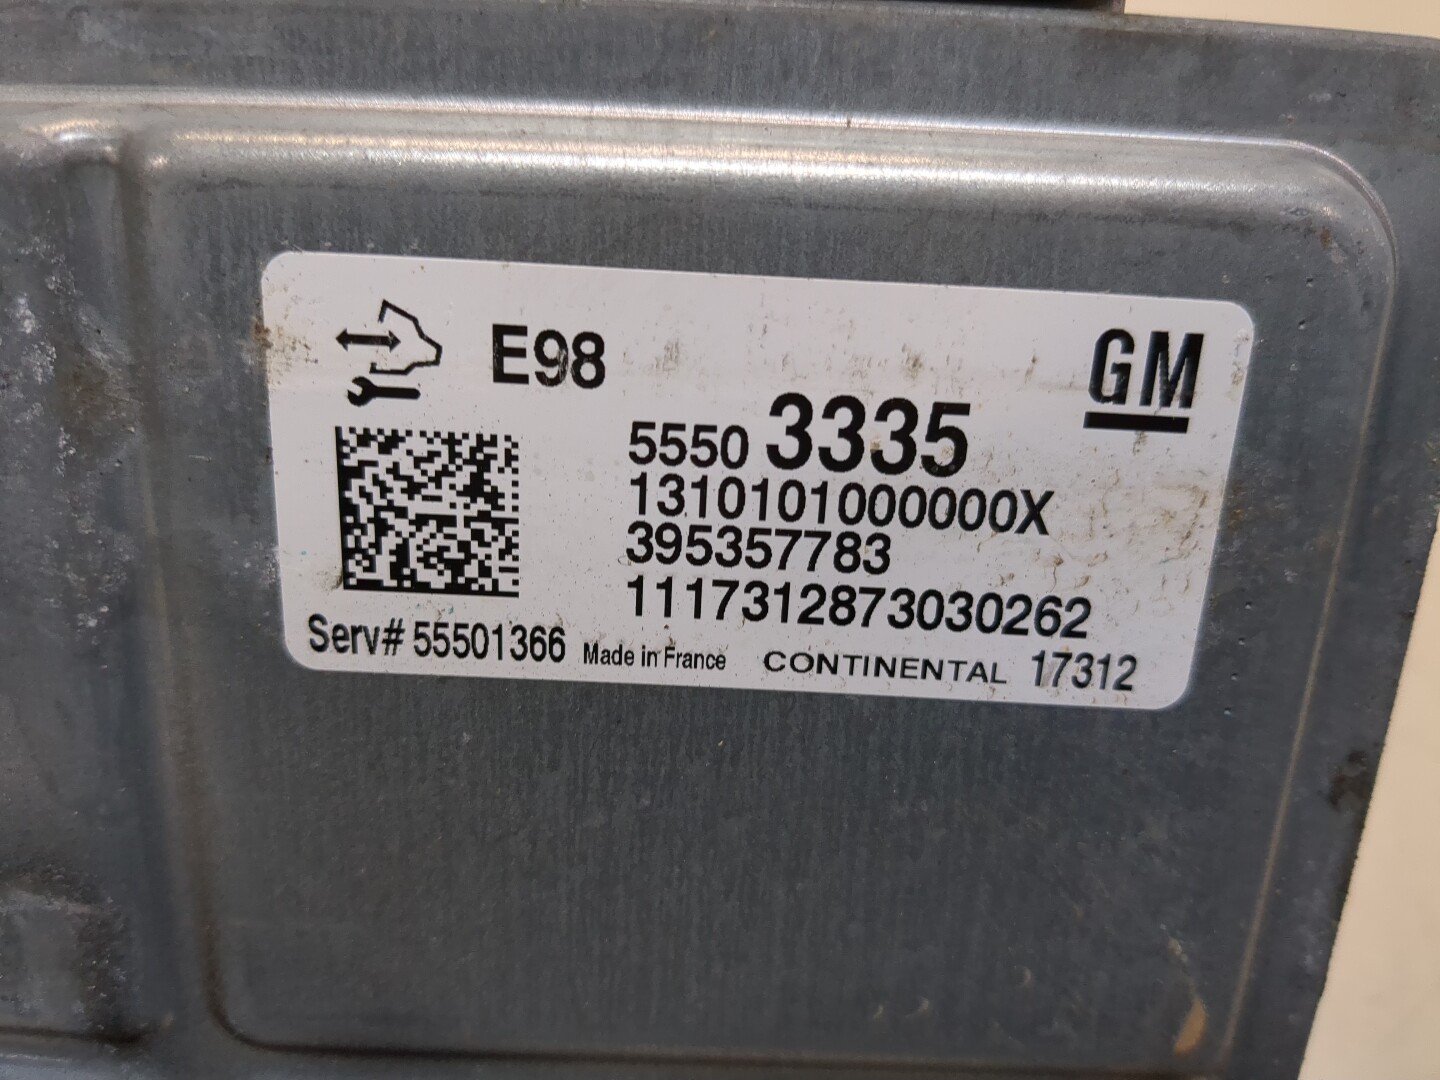 E98
GM
5550 3335
1310101000000X
395357783
1117312873030262
Serv# 55501366 Made in France CONTINENTAL 17312